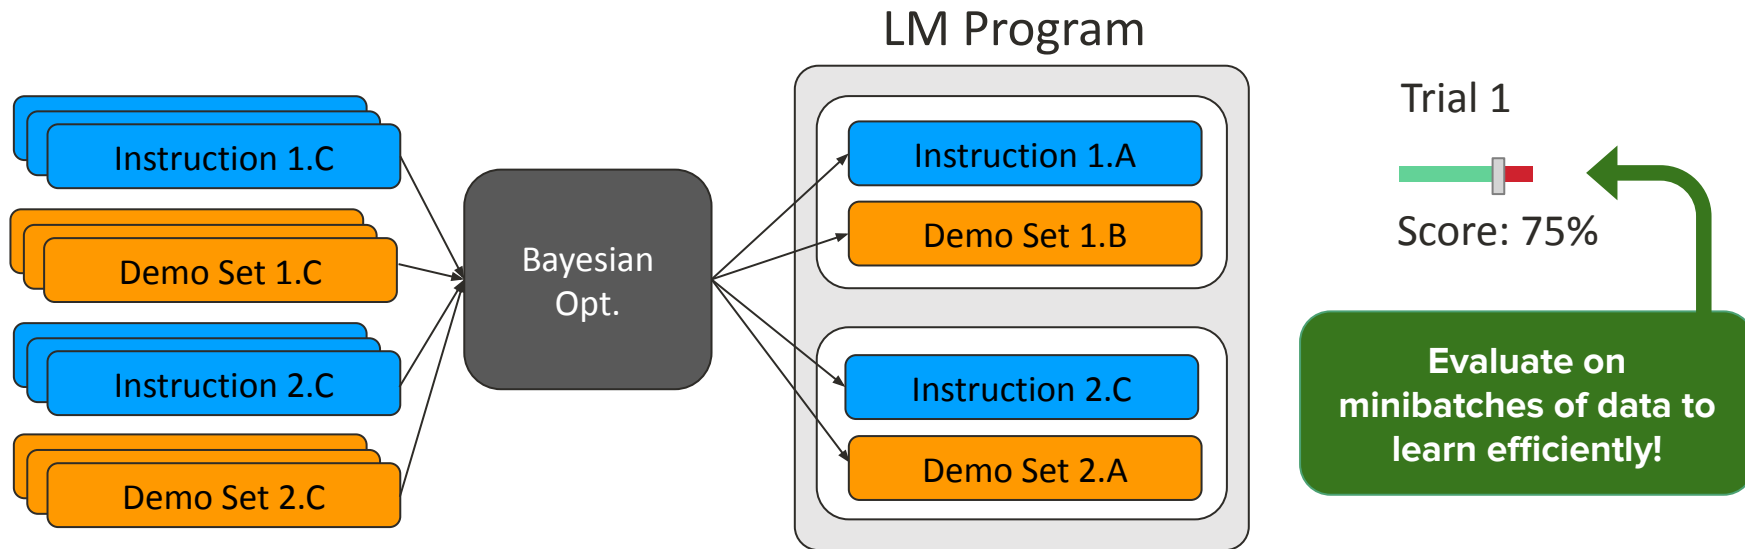 LM Program
Instruction 1.C
Demo Set 1.C
Instruction 2.C
Demo Set 2.C
Bayesian
Opt.
Instruction 1.A
Demo Set 1.B
Instruction 2.C
Demo Set 2.A
Trial 1
Score: 75%
Evaluate on
minibatches of data to
learn efficiently!